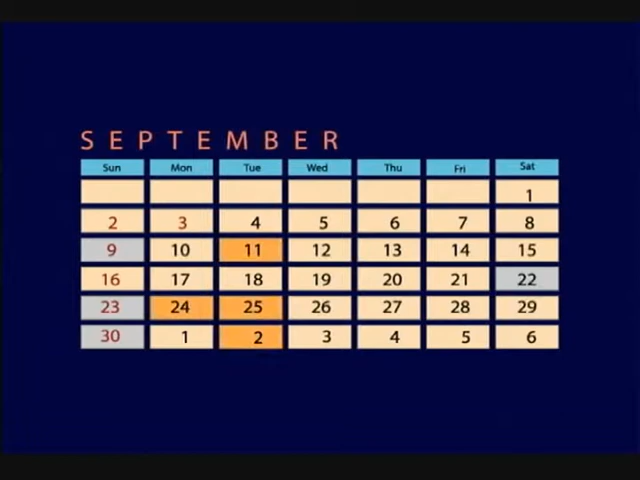 SEPTEMBER
Sun Mon Tue Wed Thu Fri Sat
1
2 3 4 5 6 7 8
9 10 11 12 13 14 15
16 17 18 19 20 21 22
23 24 25 26 27 28 29
30 1 2 3 4 5 6